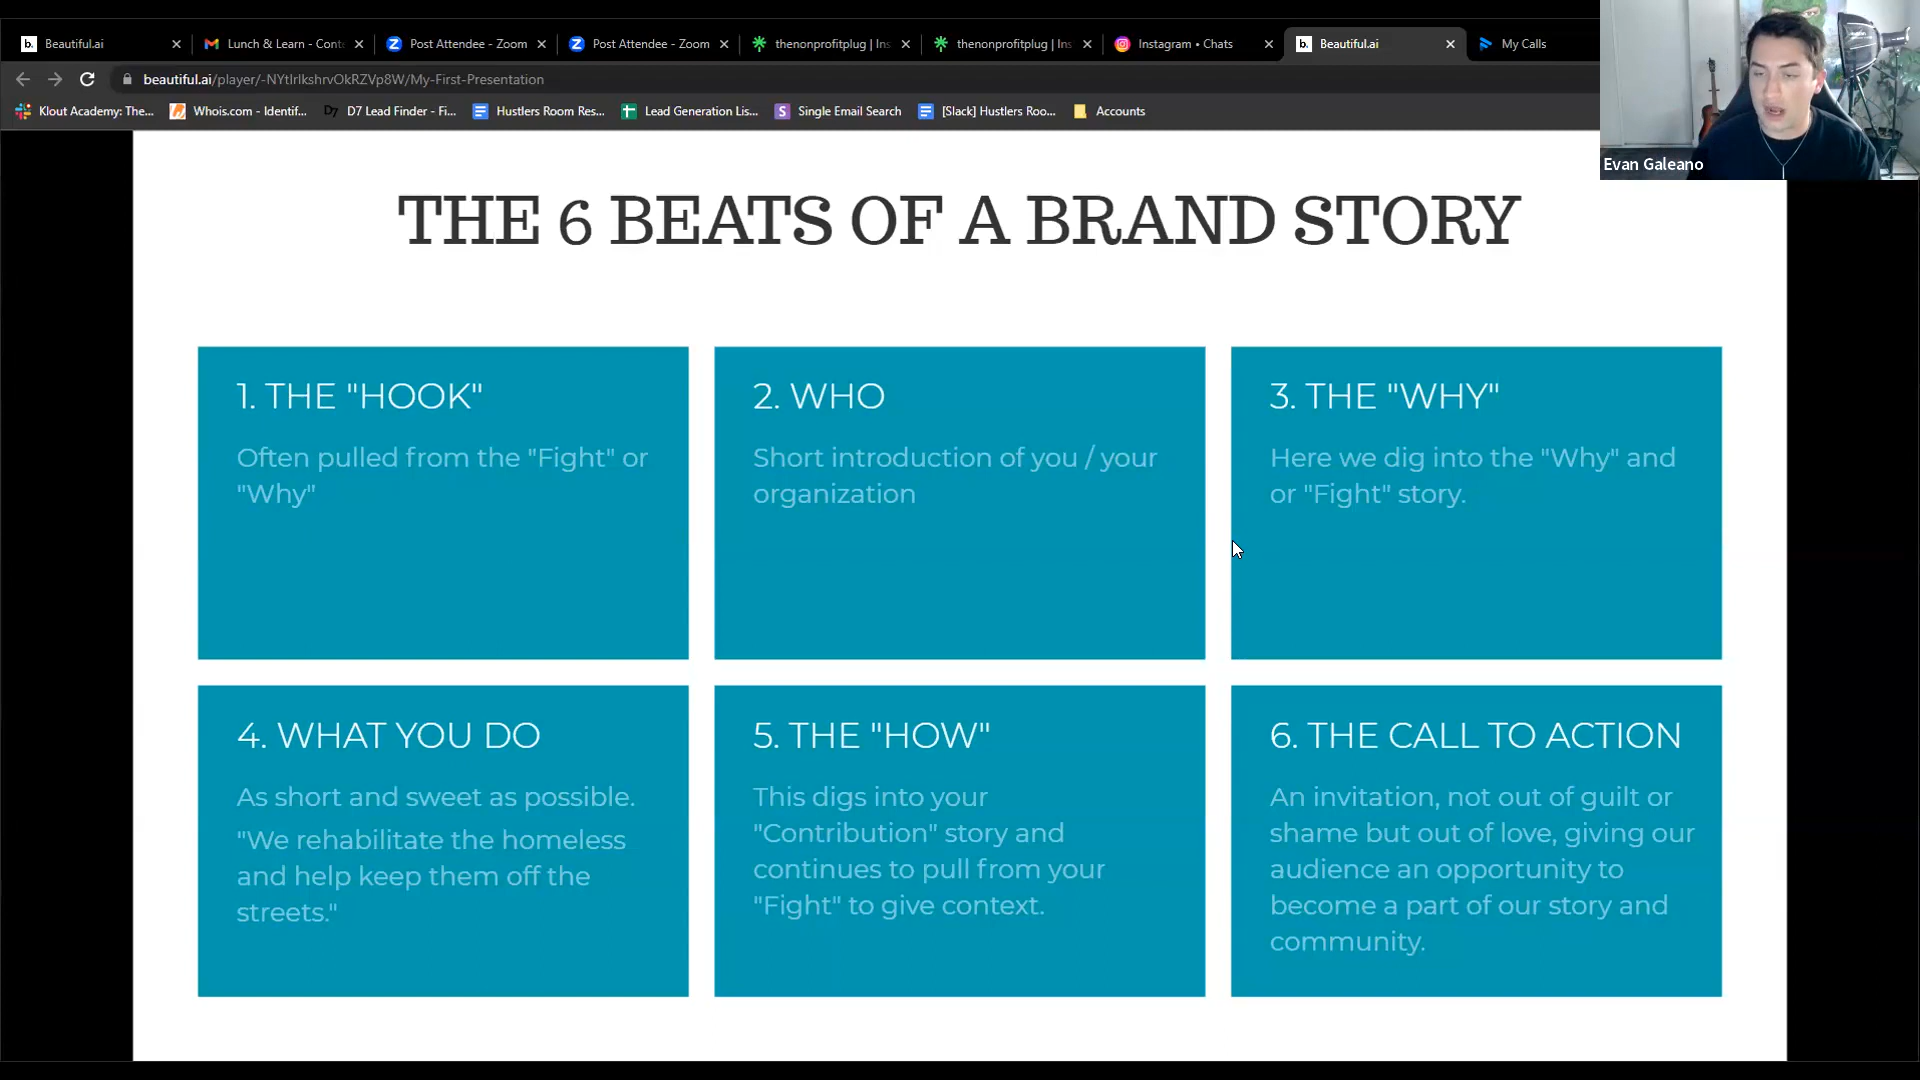 Beautiful.ai
Lunch & Learn - Cont
Post Attendee - Zoom
Post Attendee - Zoom
thenonprofitplug | Ins
thenonprofitplug | Ins
Instagram • Chats
Beautiful.ai
My Calls
beautiful.ai/player/-NYtlrlkshrvOkRZVp8W/My-First-Presentation
Klout Academy: The...
Whois.com - Identif...
D7 Lead Finder - Fi...
Hustlers Room Res...
Lead Generation Lis...
Single Email Search
[Slack] Hustlers Roo...
Accounts
Evan Galeano
THE 6 BEATS OF A BRAND STORY
1. THE "HOOK"
Often pulled from the "Fight" or
"Why"
2. WHO
Short introduction of you / your
organization
3. THE "WHY"
Here we dig into the "Why" and
or "Fight" story.
4. WHAT YOU DO
As short and sweet as possible.
"We rehabilitate the homeless
and help keep them off the
streets."
5. THE "HOW"
This digs into your
"Contribution" story and
continues to pull from your
"Fight" to give context.
6. THE CALL TO ACTION
An invitation, not out of guilt or
shame but out of love, giving our
audience an opportunity to
become a part of our story and
community.